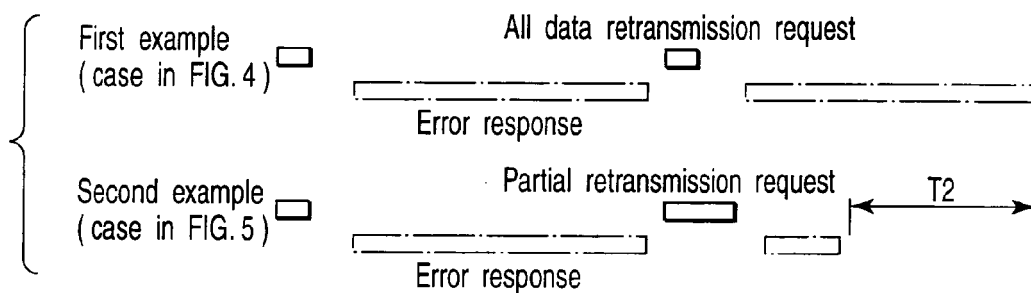 First example
(case in FIG. 4)
All data retransmission request
Error response
Second example
(case in FIG. 5)
Partial retransmission request
T2
Error response